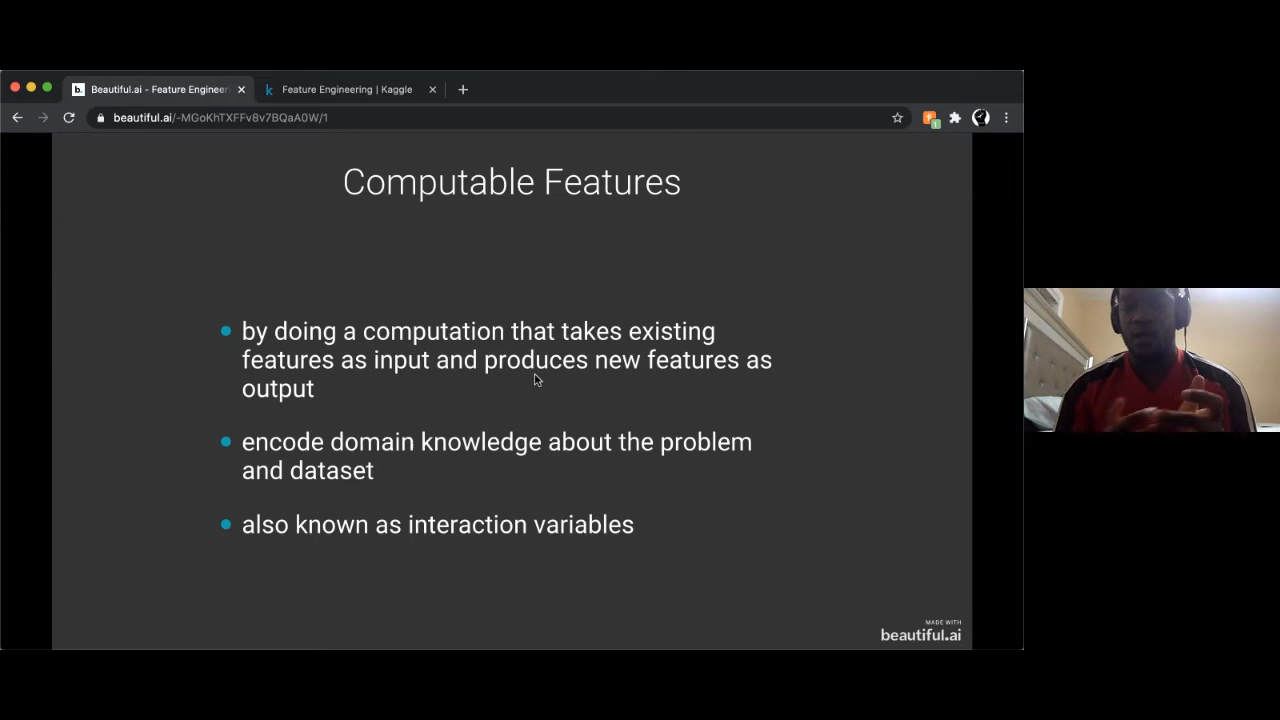 b. Beautiful.ai - Feature Engineer
k Feature Engineering | Kaggle
beautiful.ai/-MGoKhTXFFv8v7BQaA0W/1
Computable Features
by doing a computation that takes existing
features as input and produces new features as
output
encode domain knowledge about the problem
and dataset
also known as interaction variables
MADE WITH
beautiful.ai